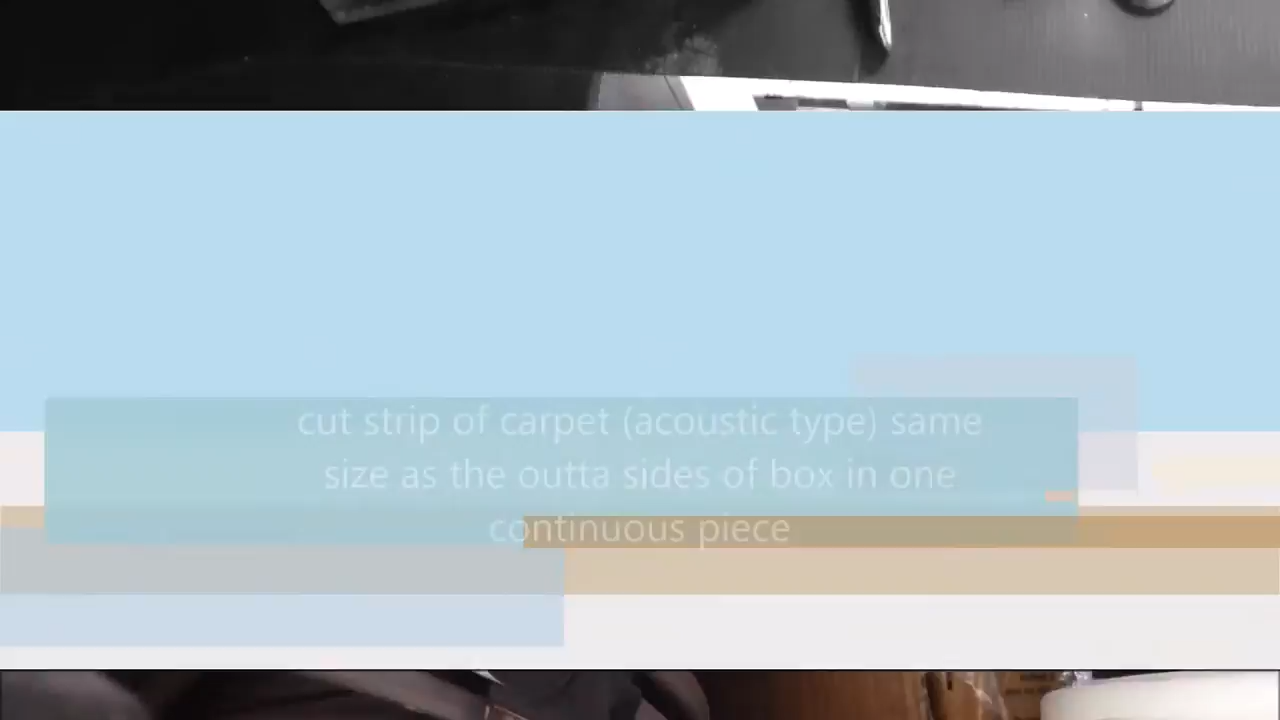 cut strip of carpet (acoustic type) same
size as the outta sides of box in one
continuous piece